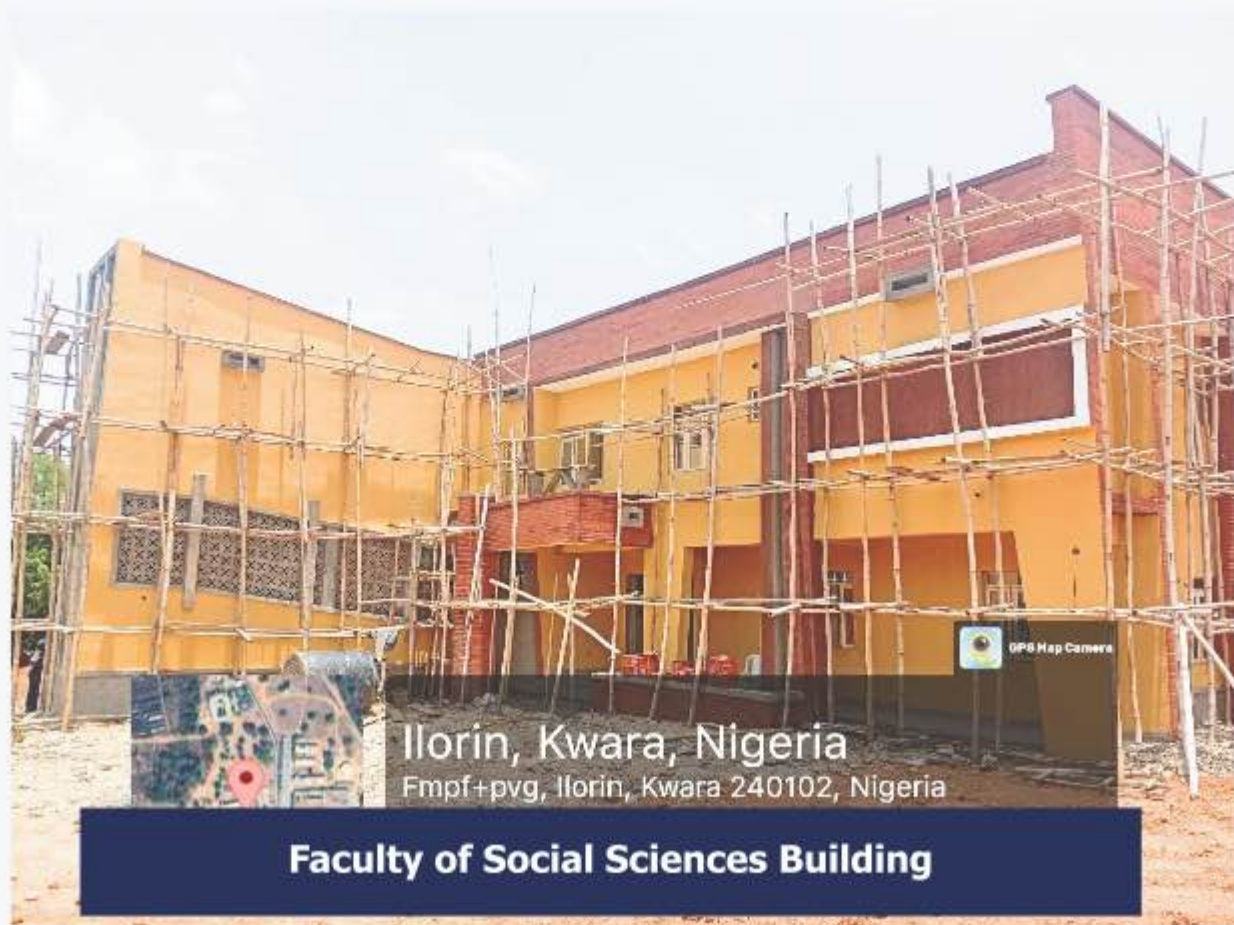 GPS Map Camera
Ilorin, Kwara, Nigeria
Fmpf+pvg, Ilorin, Kwara 240102, Nigeria
Faculty of Social Sciences Building